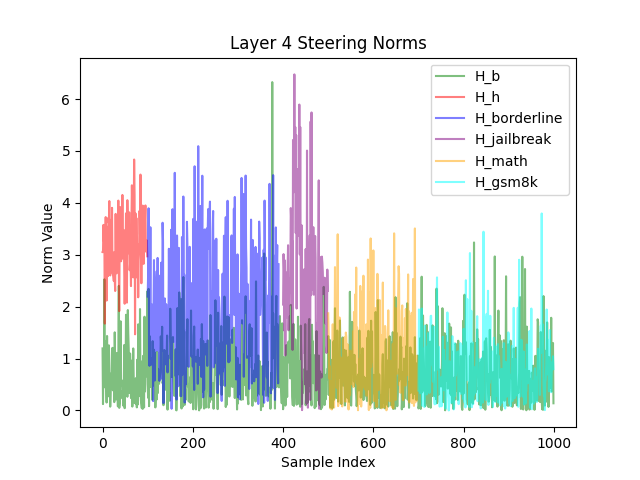 Layer 4 Steering Norms
H_b
H_h
H_borderline
H_jailbreak
H_math
H_gsm8k
Norm Value
6
5
4
3
2
1
0
0
200
400
600
800
1000
Sample Index